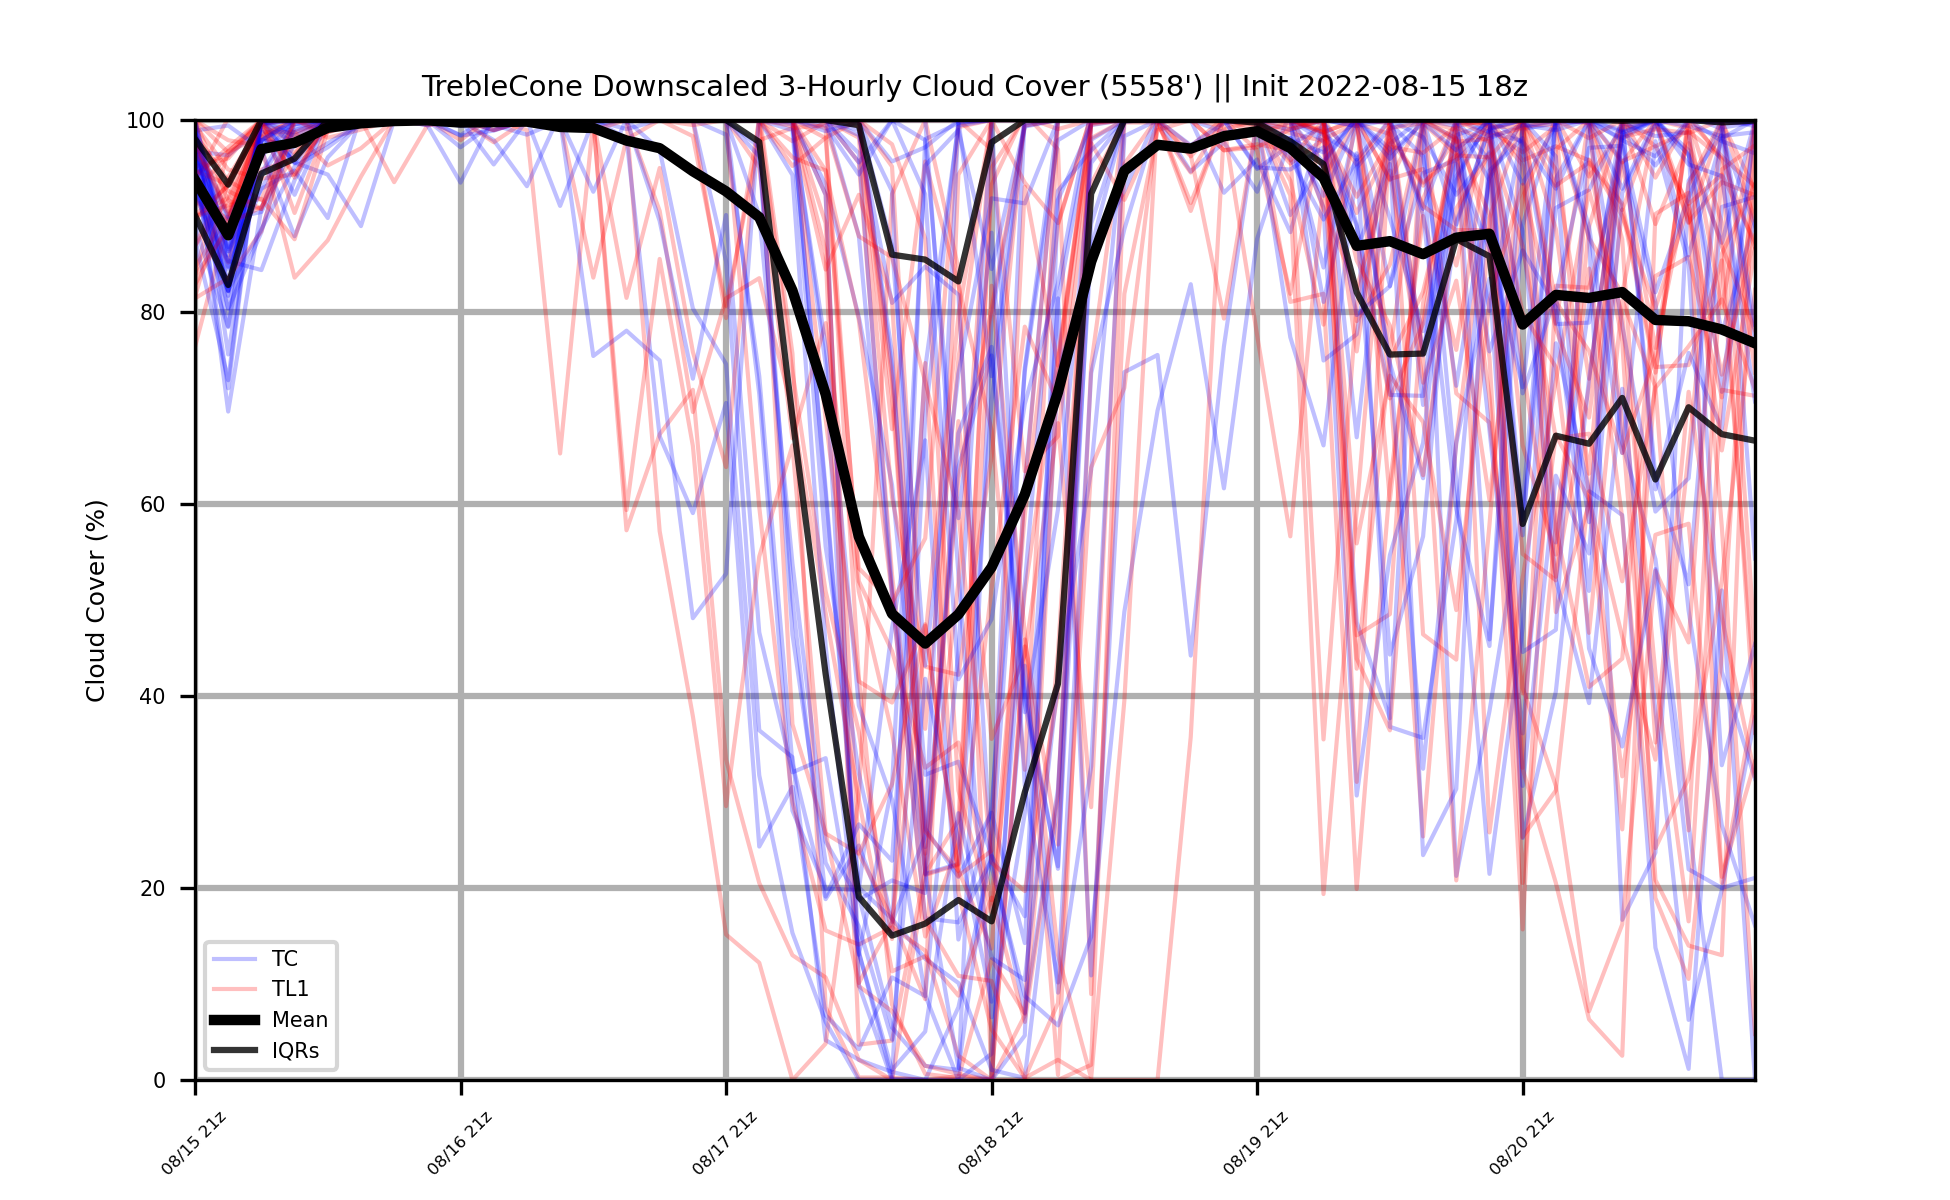 TrebleCone Downscaled 3-Hourly Cloud Cover (5558') || Init 2022-08-15 18z
Cloud Cover (%)
100
80
60
40
20
0
TC
TL1
Mean
IQRs
08/15 21z
08/16 21z
08/17 21z
08/18 21z
08/19 21z
08/20 21z